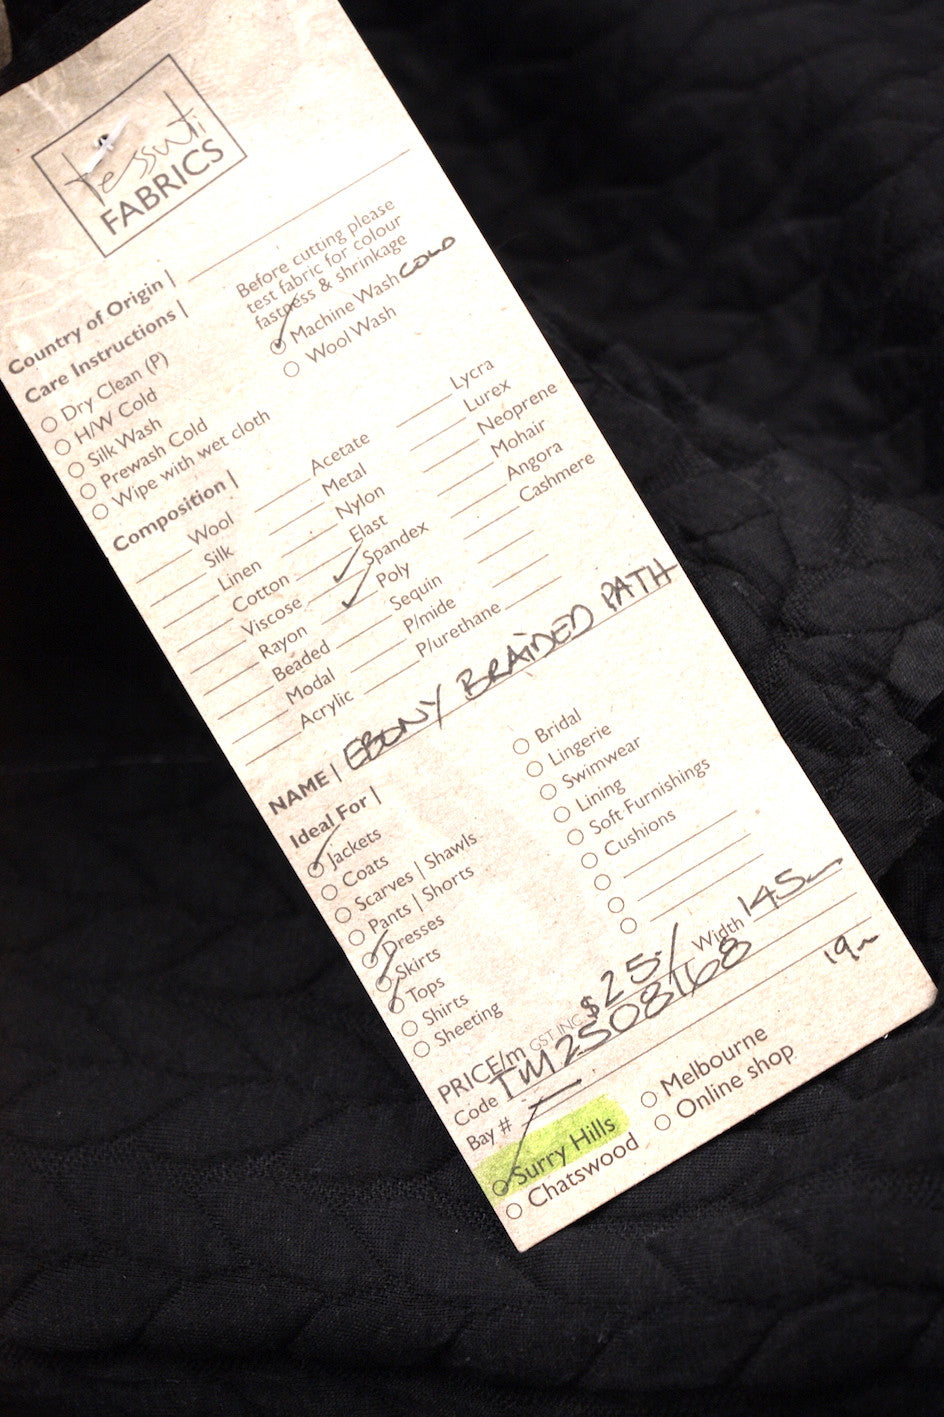 tessuti
FABRICS
Country of Origin |
Care Instructions |
Dry Clean (P)
H/W Cold
Silk Wash
Prewash Cold
Wipe with wet cloth
Before cutting please
test fabric for colour
fastness & shrinkage
Machine Wash COLD
Wool Wash
Composition |
Wool
Silk
Linen
Cotton
Viscose
Rayon
Beaded
Modal
Acrylic
Acetate
Metal
Nylon
Elast
Spandex
Poly
Sequin
P/mide
P/urethane
Lycra
Lurex
Neoprene
Mohair
Angora
Cashmere
NAME | EBONY BRAIDED PATH
Ideal For |
Jackets
Coats
Scarves | Shawls
Pants | Shorts
Dresses
Skirts
Tops
Shirts
Sheeting
Bridal
Lingerie
Swimwear
Lining
Soft Furnishings
Cushions
PRICE/m GST INC $25/ Width 145
Code TM2508168
19
Bay #
Surry Hills
Chatswood
Melbourne
Online shop